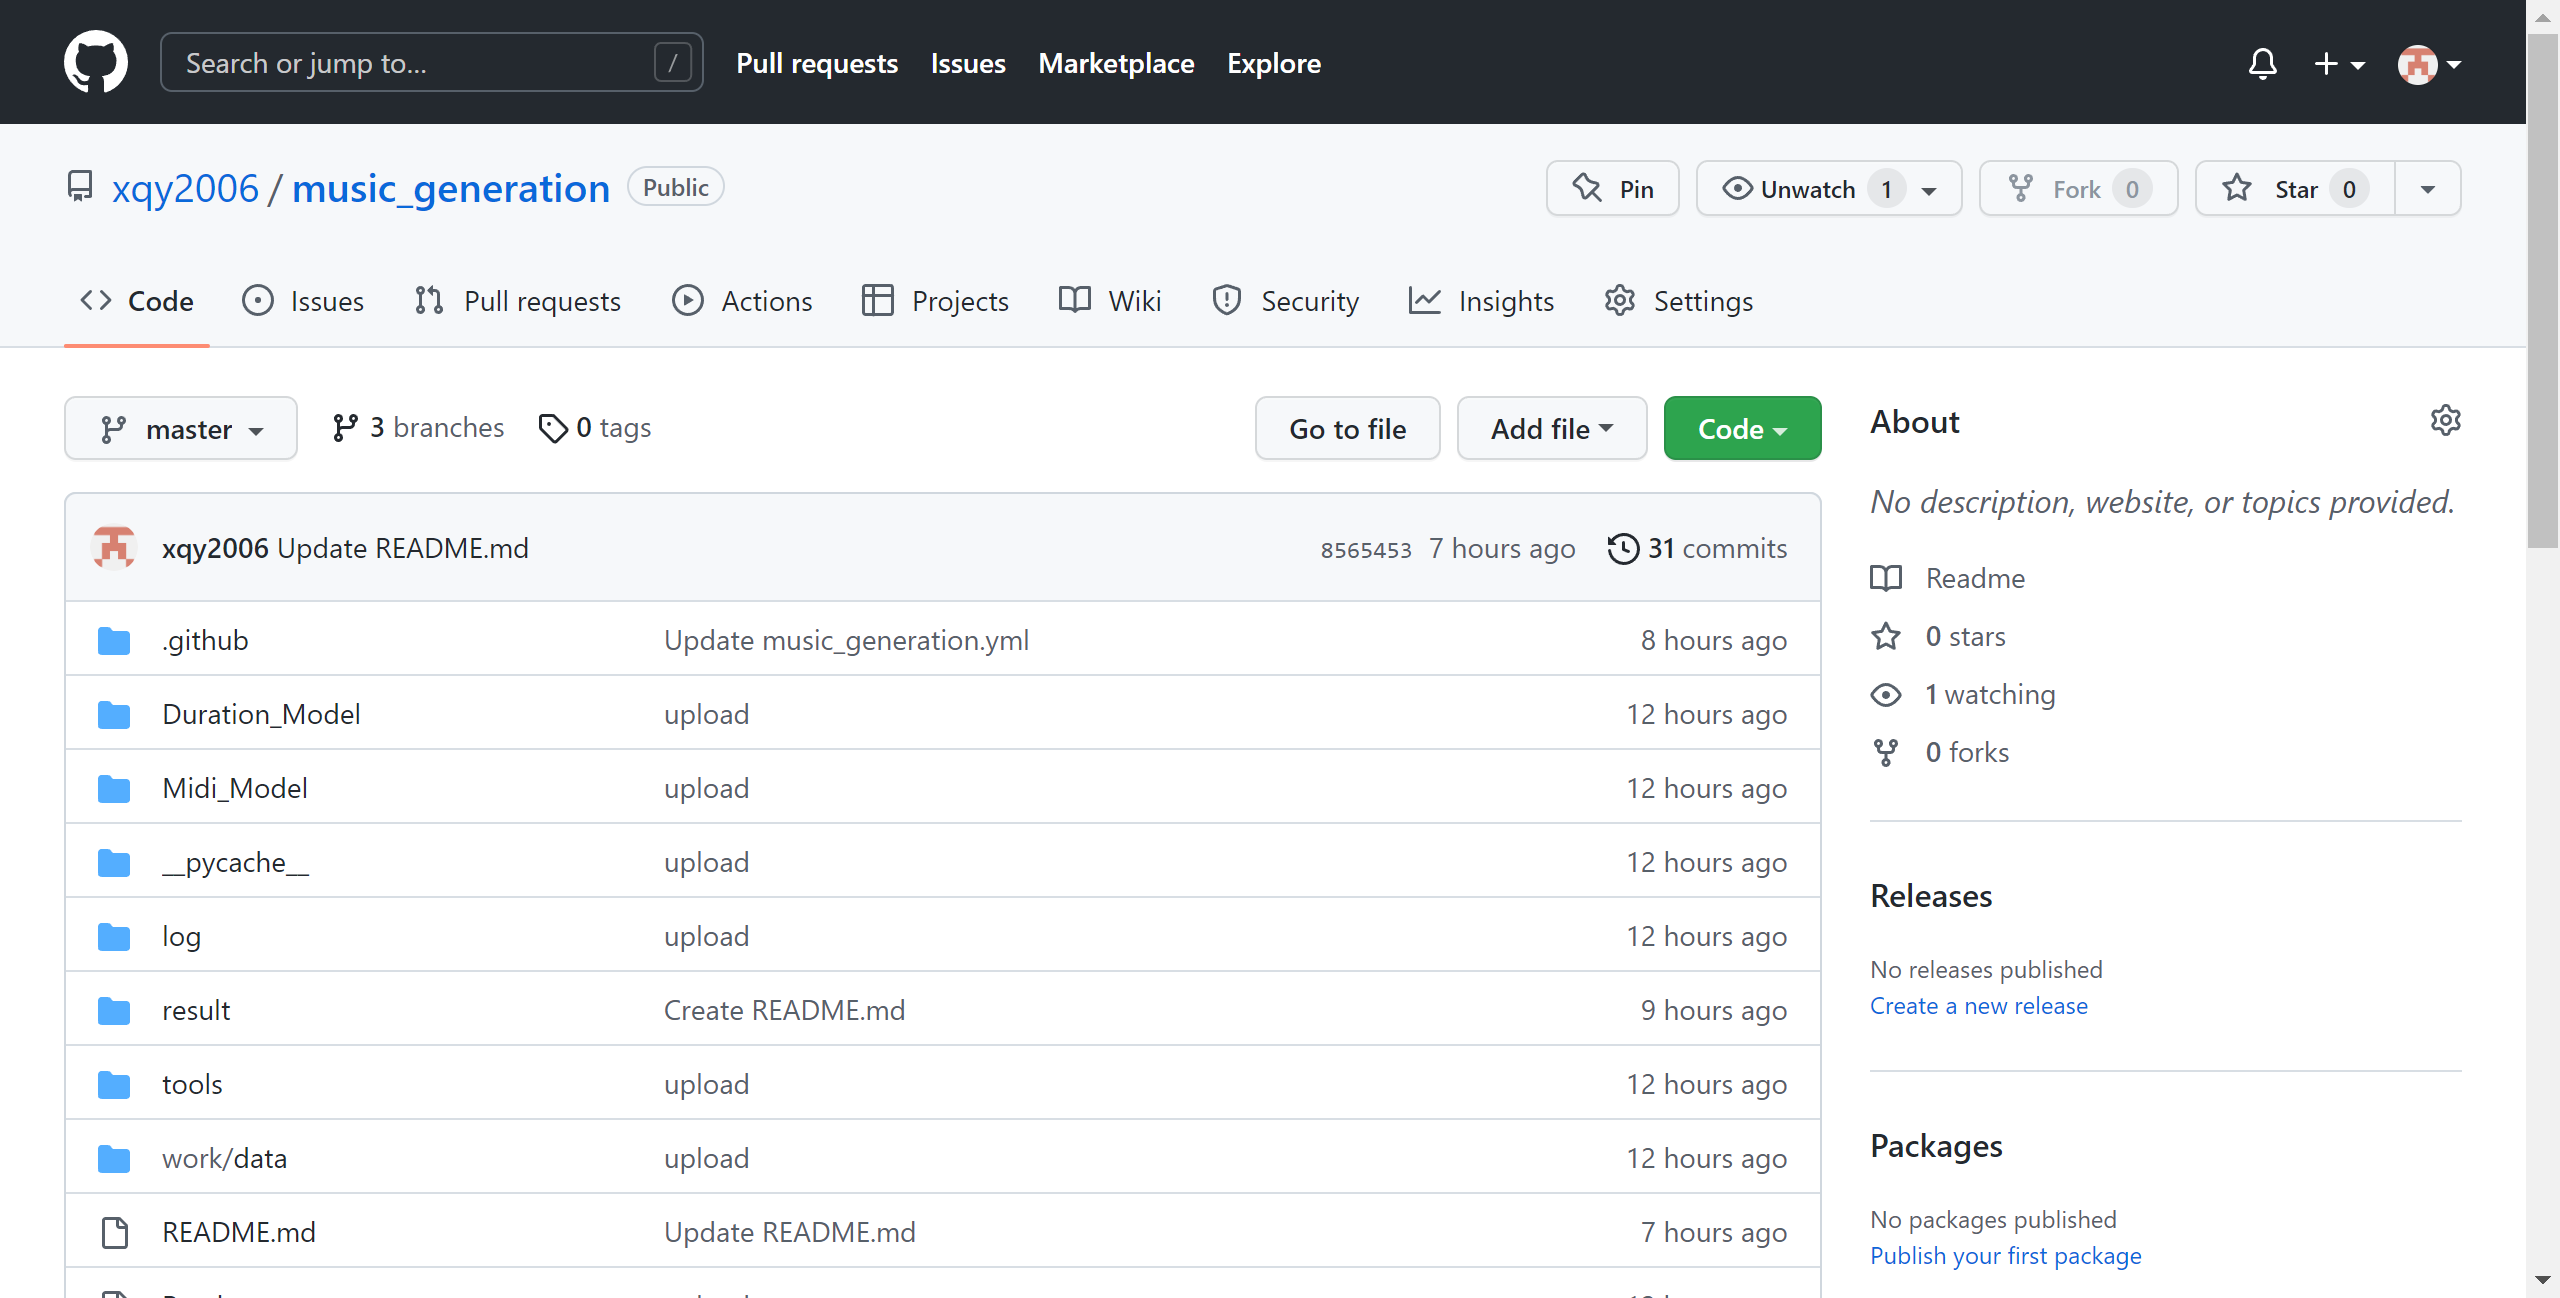 Search or jump to... /
Pull requests Issues Marketplace Explore
xqy2006 / music_generation Public
Pin Unwatch 1 Fork 0 Star 0
Code Issues Pull requests Actions Projects Wiki Security Insights Settings
master 3 branches 0 tags Go to file Add file Code
xqy2006 Update README.md 8565453 7 hours ago 31 commits
.github Update music_generation.yml 8 hours ago
Duration_Model upload 12 hours ago
Midi_Model upload 12 hours ago
__pycache__ upload 12 hours ago
log upload 12 hours ago
result Create README.md 9 hours ago
tools upload 12 hours ago
work/data upload 12 hours ago
README.md Update README.md 7 hours ago
About
No description, website, or topics provided.
Readme
0 stars
1 watching
0 forks
Releases
No releases published
Create a new release
Packages
No packages published
Publish your first package